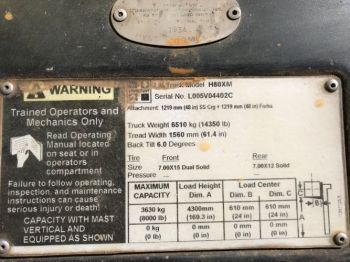 193A
WARNING
Trained Operators and
Mechanics Only
Read Operating
Manual located
on seat or in
operators
compartment
Failure to follow operating,
inspection, and maintenance
instructions can cause
serious injury or death!
CAPACITY WITH MAST
VERTICAL AND
EQUIPPED AS SHOWN
Truck Model H80XM
Serial No. L005V04402C
Attachment: 1219 mm (48 in) SS Crg + 1219 mm (48 in) Forks
Truck Weight 6510 kg (14350 lb)
Tread Width 1560 mm (61.4 in)
Back Tilt 6.0 Degrees
Tire Front Rear
Size: 7.00X15 Dual Solid 7.00X12 Solid
MAXIMUM CAPACITY Load Height Dim. A Load Center Dim. B Dim. C
3630 kg (8000 lb) 4300mm (169.3 in) 610 mm (24 in) 610 mm (24 in)
0 kg (0 lb) 0 mm (0 in) 0 mm (0 in) 0 mm (0 in)
A
B